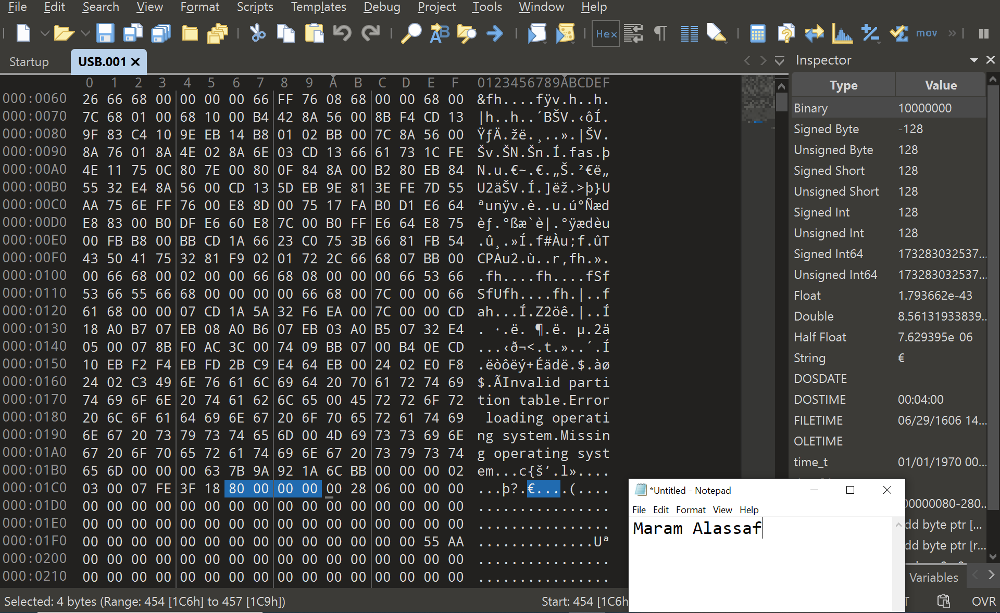 File Edit Search View Format Scripts Templates Debug Project Tools Window Help
Hex mov »
Startup USB.001 Inspector
0 1 2 3 4 5 6 7 8 9 A B C D E F 0123456789ABCDEF
000:0060 26 66 68 00 00 00 00 66 FF 76 08 68 00 00 68 00 &fh....fÿv.h..h.
000:0070 7C 68 01 00 68 10 00 B4 42 8A 56 00 8B F4 CD 13 |h..h..´BŠV.‹ôÍ.
000:0080 9F 83 C4 10 9E EB 14 B8 01 02 BB 00 7C 8A 56 00 ŸƒÄ.žë.¸..».|ŠV.
000:0090 8A 76 01 8A 4E 02 8A 6E 03 CD 13 66 61 73 1C FE Šv.ŠN.Šn.Í.fas.þ
000:00A0 4E 11 75 0C 80 7E 00 80 0F 84 8A 00 B2 80 EB 84 N.u.€~.€.„Š.²€ë„
000:00B0 55 32 E4 8A 56 00 CD 13 5D EB 9E 81 3E FE 7D 55 U2äŠV.Í.]ëž.>þ}U
000:00C0 AA 75 6E FF 76 00 E8 8D 00 75 17 FA B0 D1 E6 64 ªunÿv.è..u.ú°Ñæd
000:00D0 E8 83 00 B0 DF E6 60 E8 7C 00 B0 FF E6 64 E8 75 èƒ.°ßæ`è|.°ÿædèu
000:00E0 00 FB B8 00 BB CD 1A 66 23 C0 75 3B 66 81 FB 54 .û¸.»Í.f#Àu;f.ûT
000:00F0 43 50 41 75 32 81 F9 02 01 72 2C 66 68 07 BB 00 CPAu2.ù..r,fh.».
000:0100 00 66 68 00 02 00 00 66 68 08 00 00 00 66 53 66 .fh....fh....fSf
000:0110 53 66 55 66 68 00 00 00 00 66 68 00 7C 00 00 66 SfUfh....fh.|..f
000:0120 61 68 00 00 07 CD 1A 5A 32 F6 EA 00 7C 00 00 CD ah...Í.Z2öê.|..Í
000:0130 18 A0 B7 07 EB 08 A0 B6 07 EB 03 A0 B5 07 32 E4 . ·.ë. ¶.ë. µ.2ä
000:0140 05 00 07 8B F0 AC 3C 00 74 09 BB 07 00 B4 0E CD ...‹ð¬<.t.»..´.Í
000:0150 10 EB F2 F4 EB FD 2B C9 E4 64 EB 00 24 02 E0 F8 .ëòôëý+Éädë.$.àø
000:0160 24 02 C3 49 6E 76 61 6C 69 64 20 70 61 72 74 69 $.ÃInvalid parti
000:0170 74 69 6F 6E 20 74 61 62 6C 65 00 45 72 72 6F 72 tion table.Error
000:0180 20 6C 6F 61 64 69 6E 67 20 6F 70 65 72 61 74 69 loading operati
000:0190 6E 67 20 73 79 73 74 65 6D 00 4D 69 73 73 69 6E ng system.Missin
000:01A0 67 20 6F 70 65 72 61 74 69 6E 67 20 73 79 73 74 g operating syst
000:01B0 65 6D 00 00 00 63 7B 9A 92 1A 6C BB 00 00 00 02 em...c{š’.l»....
000:01C0 03 00 07 FE 3F 18 80 00 00 00 00 28 06 00 00 00 ...þ?.€....(....
000:01D0 00 00 00 00 00 00 00 00 00 00 00 00 00 00 00 00 ................
000:01E0 00 00 00 00 00 00 00 00 00 00 00 00 00 00 00 00 ................
000:01F0 00 00 00 00 00 00 00 00 00 00 00 00 00 00 55 AA ..............Uª
000:0200 00 00 00 00 00 00 00 00 00 00 00 00 00 00 00 00 ................
000:0210 00 00 00 00 00 00 00 00 00 00 00 00 00 00 00 00 ................
Type Value
Binary 10000000
Signed Byte -128
Unsigned Byte 128
Signed Short 128
Unsigned Short 128
Signed Int 128
Unsigned Int 128
Signed Int64 173283032537...
Unsigned Int64 173283032537...
Float 1.793662e-43
Double 8.56131933839...
Half Float 7.629395e-06
String €
DOSDATE
DOSTIME 00:04:00
FILETIME 06/29/1606 14...
OLETIME
time_t 01/01/1970 00...
00000080-280...
dd byte ptr [...
dd byte ptr [r...
Variables
*Untitled - Notepad
File Edit Format View Help
Maram Alassaf
Selected: 4 bytes (Range: 454 [1C6h] to 457 [1C9h]) Start: 454 [1C6h OVR